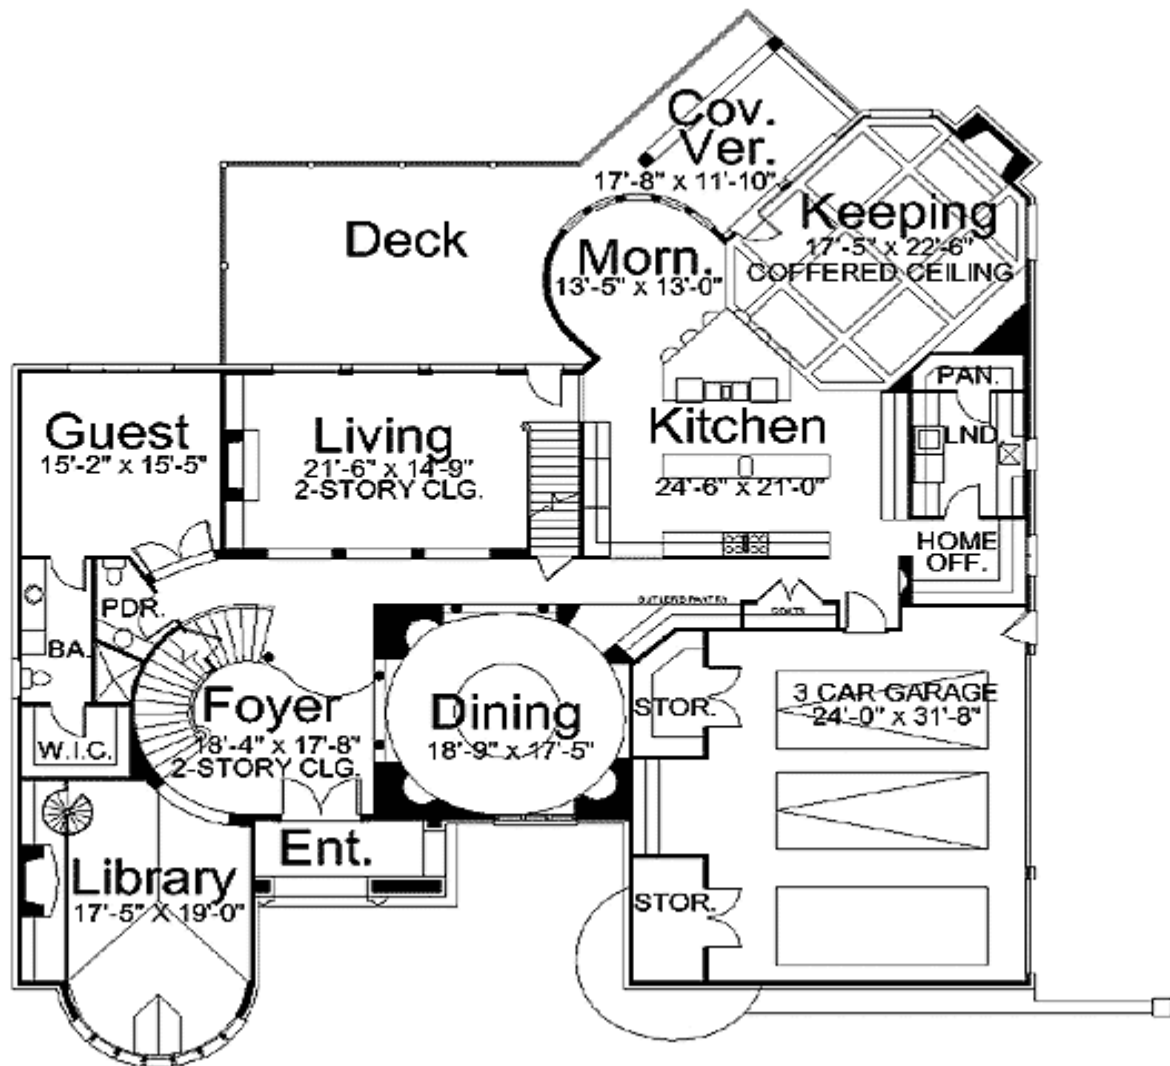 Cov.
Ver.
17'-8" x 11'-10"
Keeping
17'-5" x 22'-6"
COFFERED CEILING
Deck
Morn.
13'-5" x 13'-0"
PAN.
Guest
15'-2" x 15'-5"
Living
21'-6" x 14'-9"
2-STORY CLG.
Kitchen
24'-6" x 21'-0"
LND
HOME
OFF.
PDR.
BUTLERS PANTRY
COATS
BA.
Foyer
18'-4" x 17'-8"
2-STORY CLG.
Dining
18'-9" x 17'-5"
STOR.
3 CAR GARAGE
24'-0" x 31'-8"
W.I.C.
Ent.
Library
17'-5" X 19'-0"
STOR.